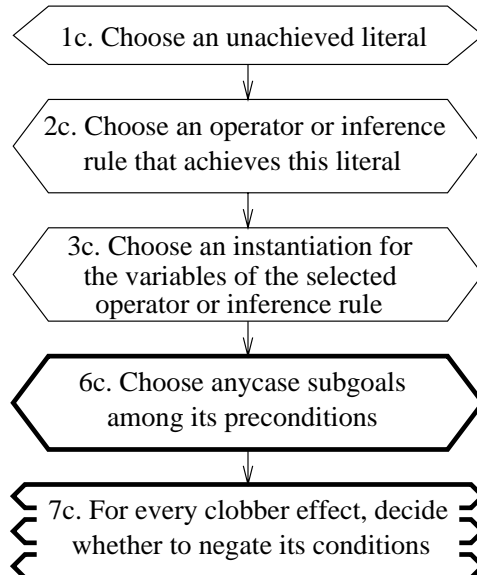 1c. Choose an unachieved literal
2c. Choose an operator or inference
rule that achieves this literal
3c. Choose an instantiation for
the variables of the selected
operator or inference rule
6c. Choose anycase subgoals
among its preconditions
7c. For every clobber effect, decide
whether to negate its conditions